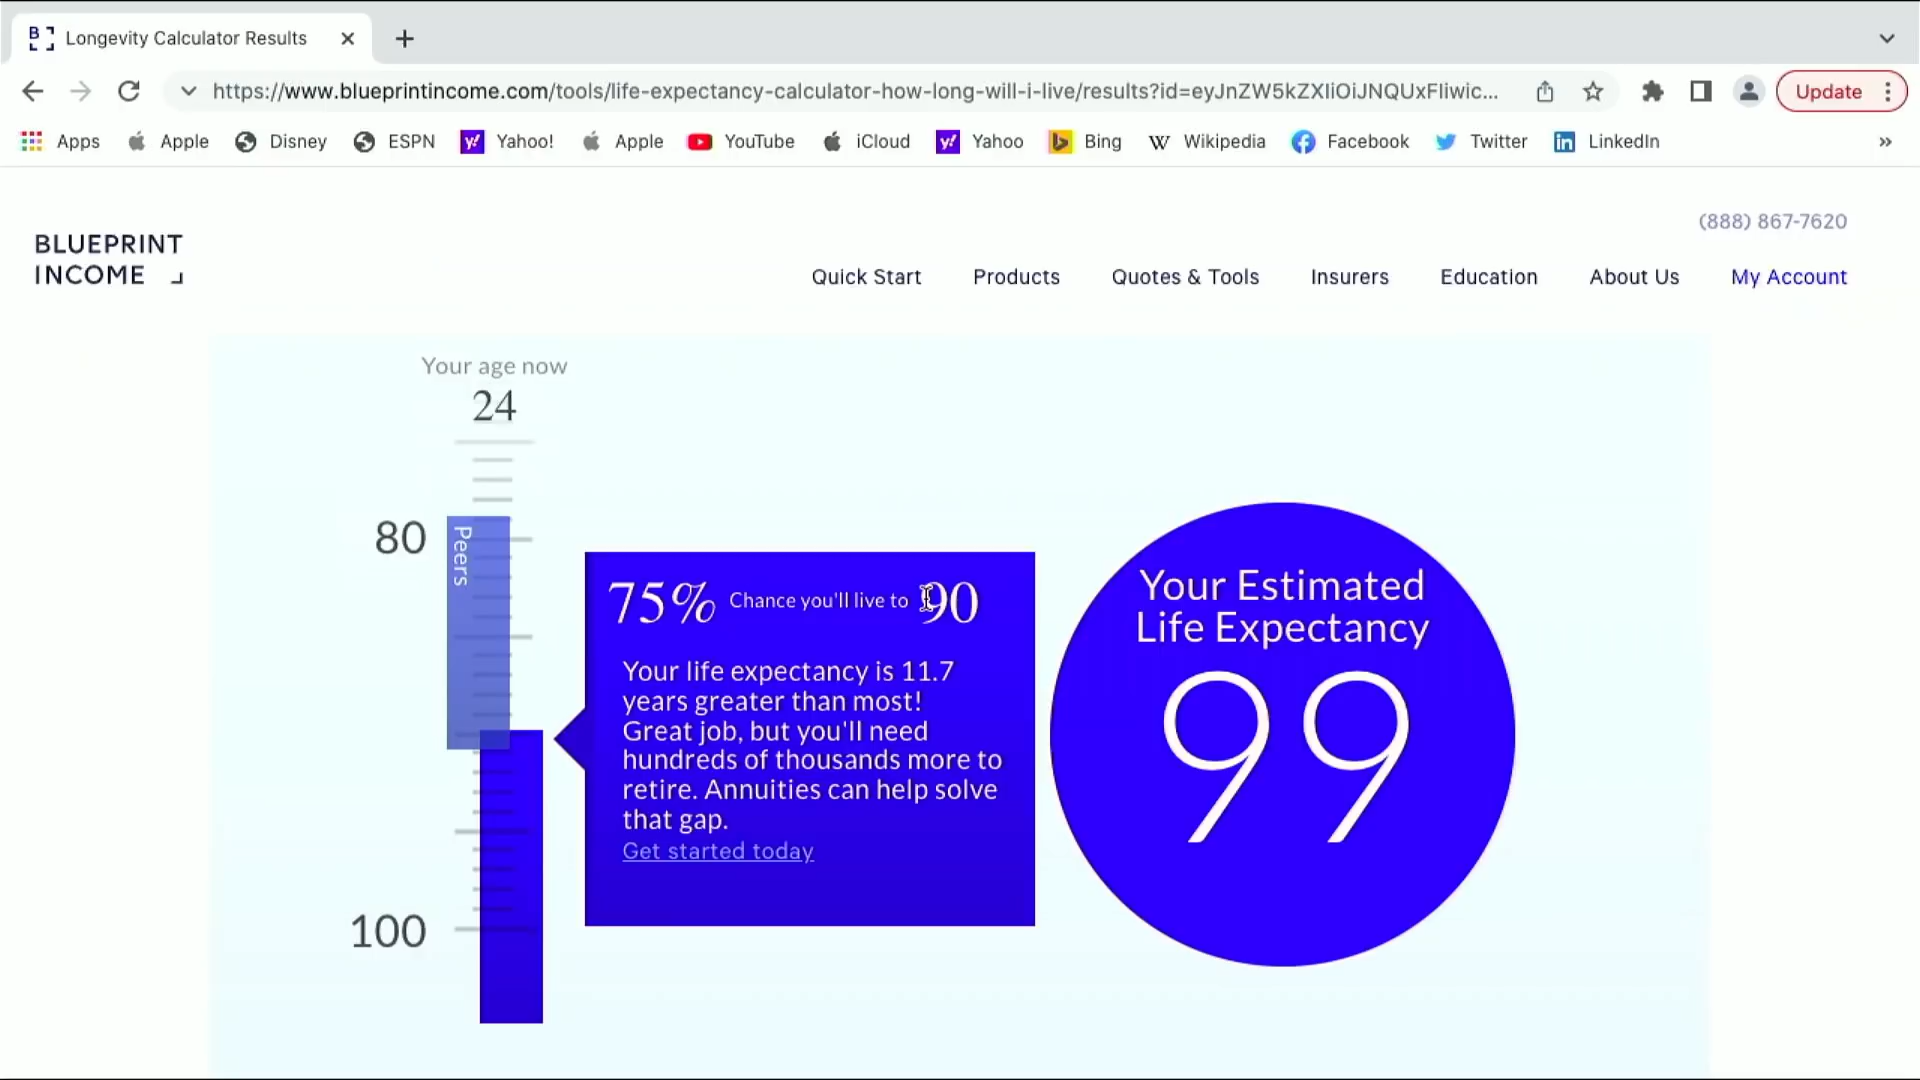 Longevity Calculator Results
https://www.blueprintincome.com/tools/life-expectancy-calculator-how-long-will-i-live/results?id=eyJnZW5kZXIiOiJNQUxFIiwic...
Update
Apps Apple Disney ESPN Yahoo! Apple YouTube iCloud Yahoo Bing Wikipedia Facebook Twitter LinkedIn
(888) 867-7620
BLUEPRINT
INCOME
Quick Start Products Quotes & Tools Insurers Education About Us My Account
Your age now
24
80
Peers
100
75% Chance you'll live to 90
Your life expectancy is 11.7
years greater than most!
Great job, but you'll need
hundreds of thousands more to
retire. Annuities can help solve
that gap.
Get started today
Your Estimated
Life Expectancy
99